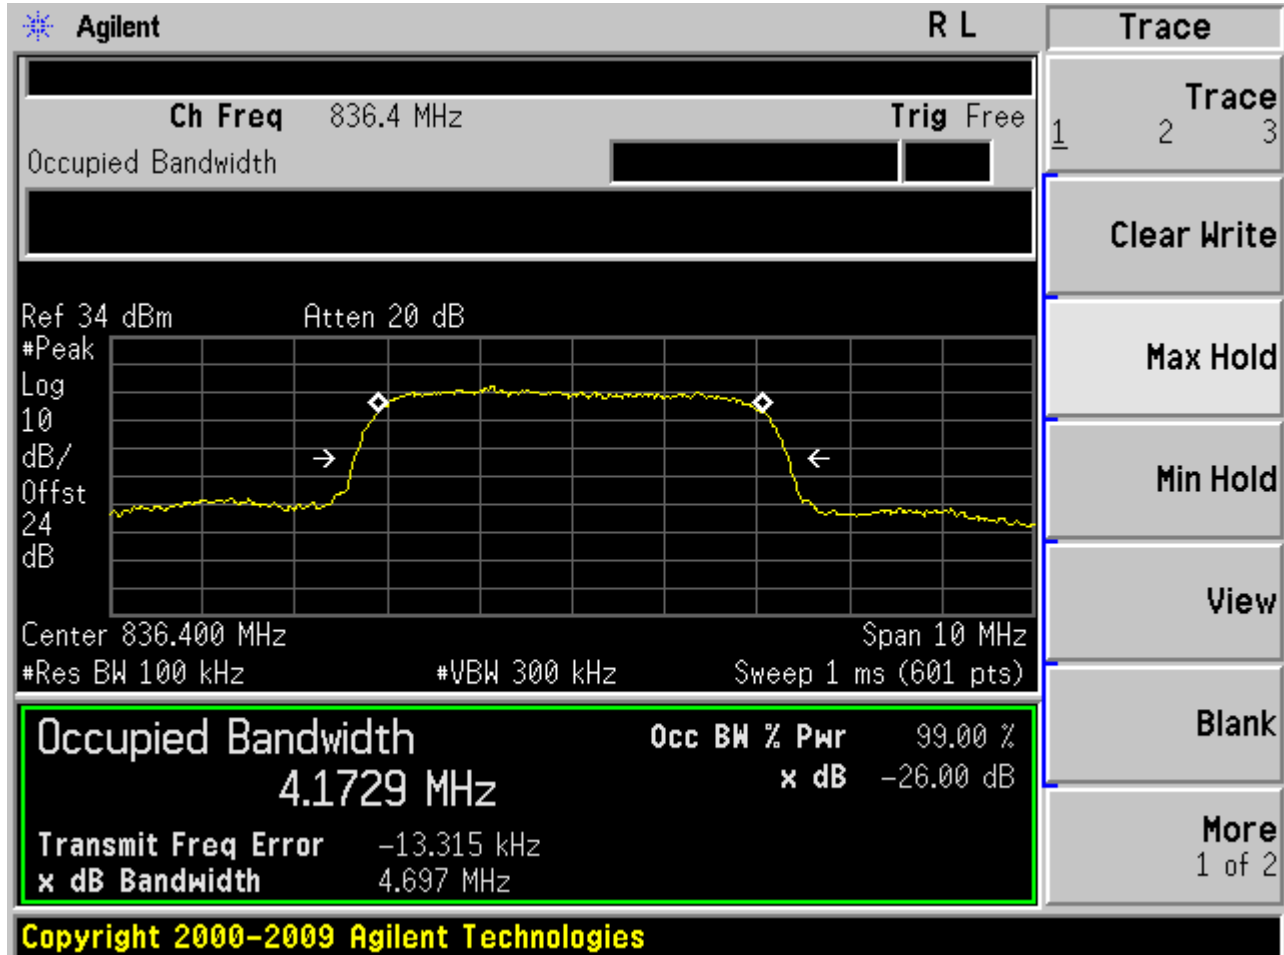 Agilent R L Trace
Ch Freq 836.4 MHz Trig Free
Occupied Bandwidth
Trace
1 2 3
Clear Write
Max Hold
Min Hold
View
Blank
More
1 of 2
Ref 34 dBm Atten 20 dB
#Peak
Log
10
dB/
Offst
24
dB
Center 836.400 MHz Span 10 MHz
#Res BW 100 kHz #VBW 300 kHz Sweep 1 ms (601 pts)
Occupied Bandwidth Occ BW % Pwr 99.00 %
4.1729 MHz x dB -26.00 dB
Transmit Freq Error -13.315 kHz
x dB Bandwidth 4.697 MHz
Copyright 2000-2009 Agilent Technologies